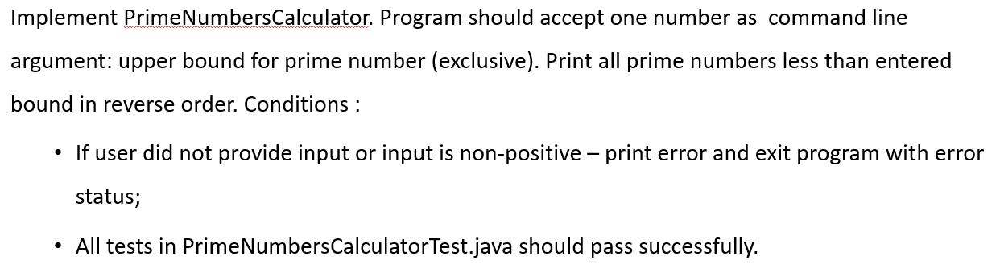 Implement PrimeNumbersCalculator. Program should accept one number as  command line
argument: upper bound for prime number (exclusive). Print all prime numbers less than entered
bound in reverse order. Conditions :
• If user did not provide input or input is non-positive – print error and exit program with error
status;
• All tests in PrimeNumbersCalculatorTest.java should pass successfully.